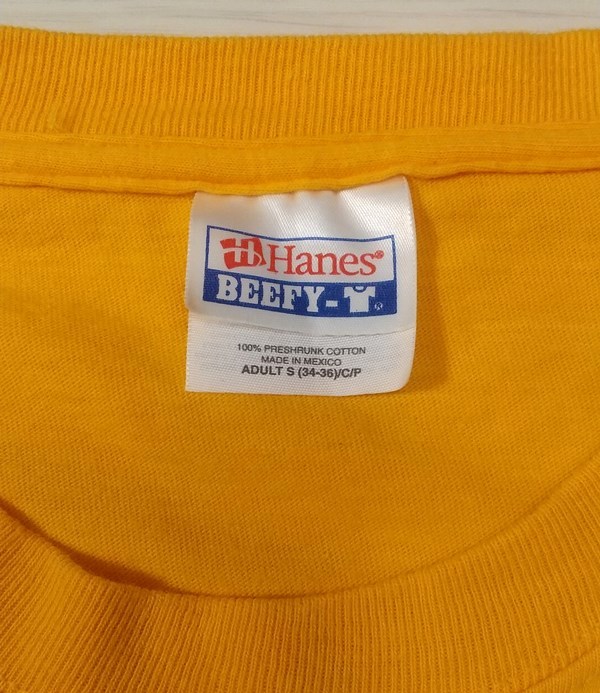 Hanes®
BEEFY-T®
100% PRESHRUNK COTTON
MADE IN MEXICO
ADULT S (34-36)/C/P